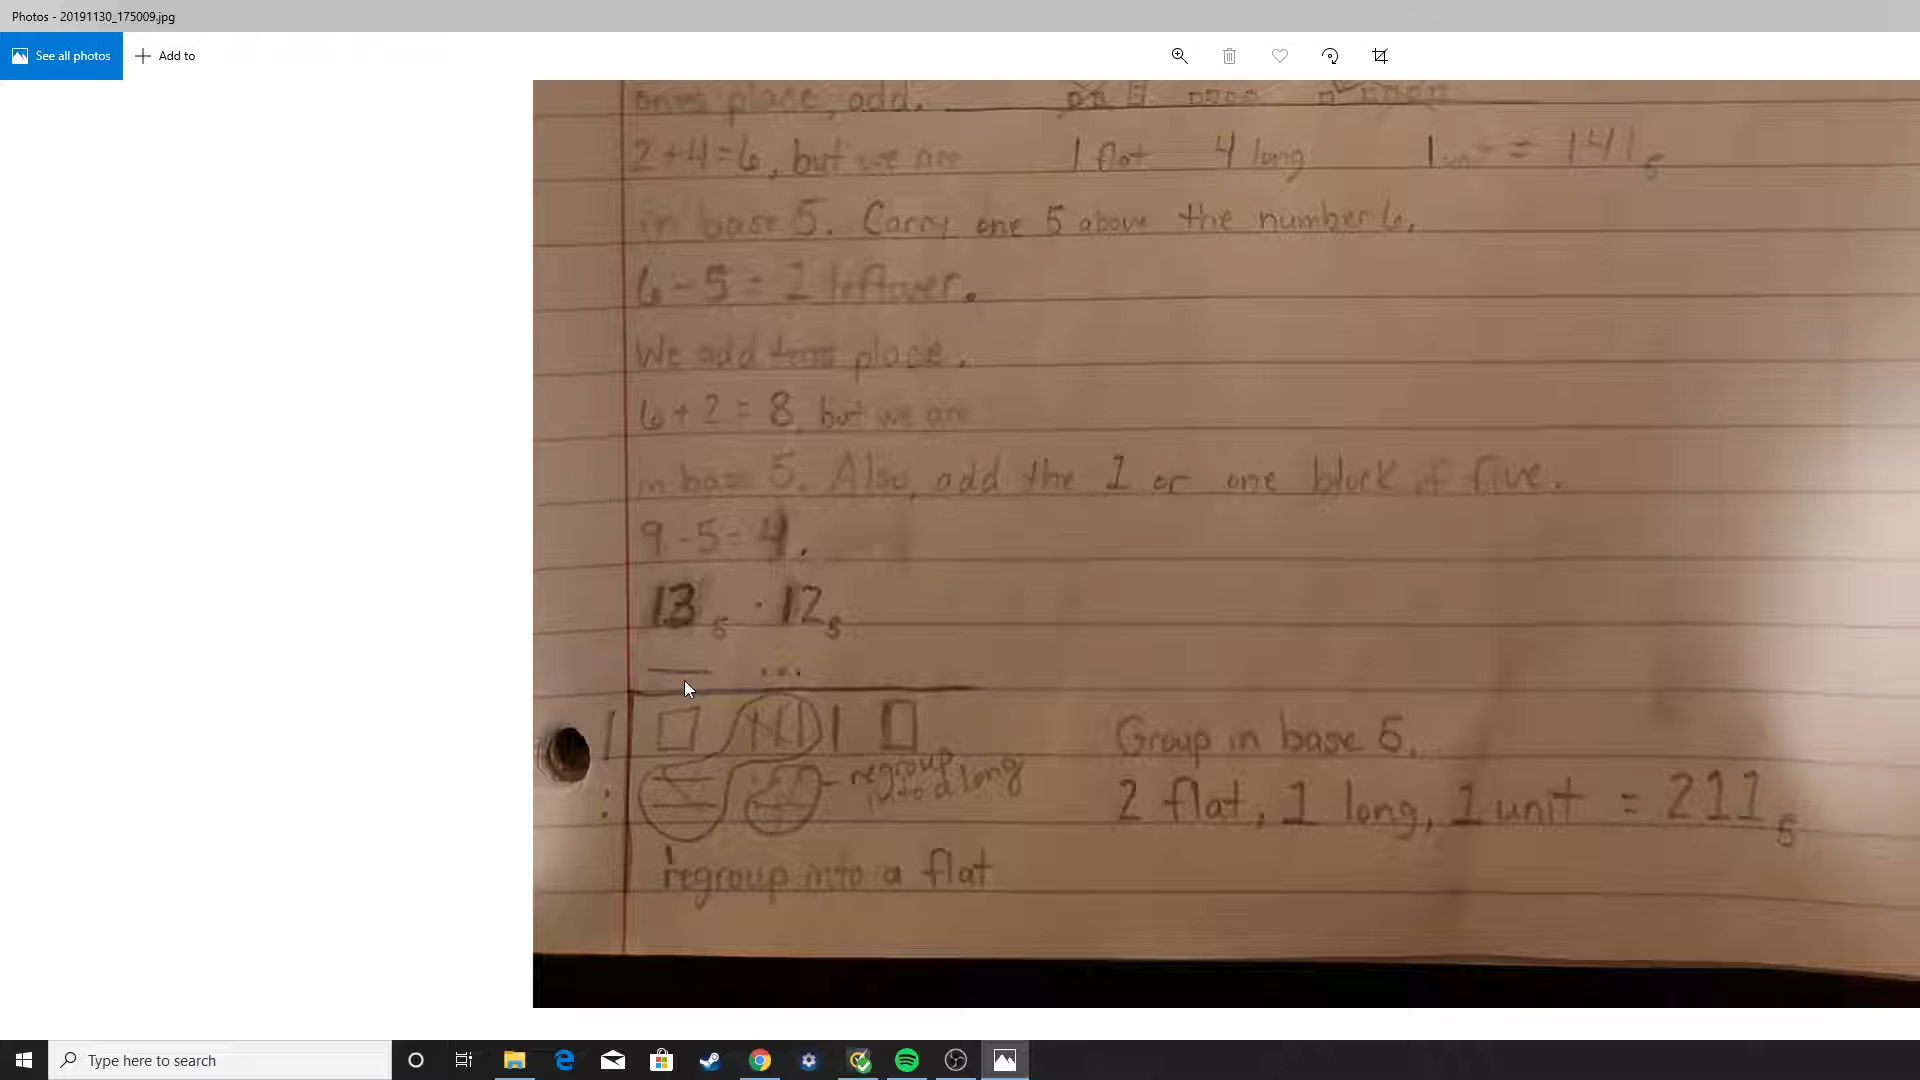 Photos - 20191130_175009.jpg
See all photos
Add to
ones place, add.
2+4=6, but we are
1 flat 4 long 1 = 141 5
in base 5. Carry one 5 above the number 6.
6-5= 1 leftover.
We add tens place.
6+2=8, but we are
in base 5. Also, add the 1 or one block of five.
9-5=4.
13 5 · 12 5
Group in base 5.
regroup into a long
2 flat, 1 long, 1 unit = 211 5
regroup into a flat
Type here to search